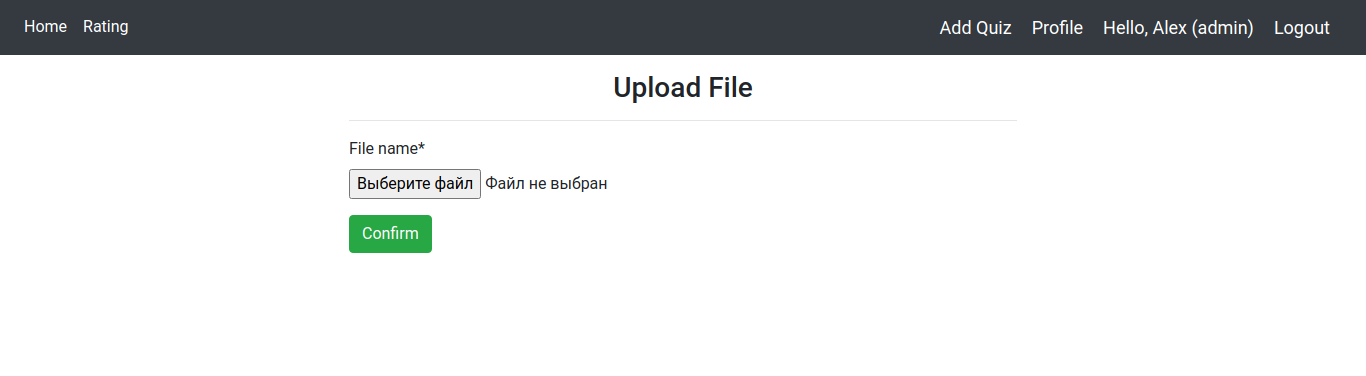 Home Rating Add Quiz Profile Hello, Alex (admin) Logout
Upload File
File name*
Выберите файл Файл не выбран
Confirm